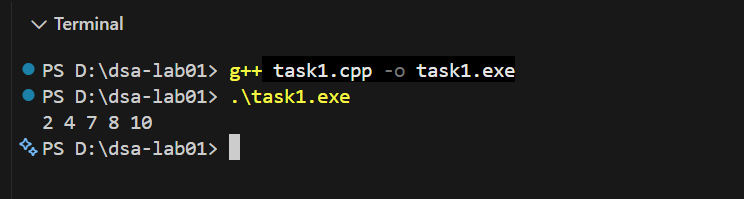 Terminal
PS D:\dsa-lab01> g++ task1.cpp -o task1.exe
PS D:\dsa-lab01> .\task1.exe
2 4 7 8 10
PS D:\dsa-lab01>